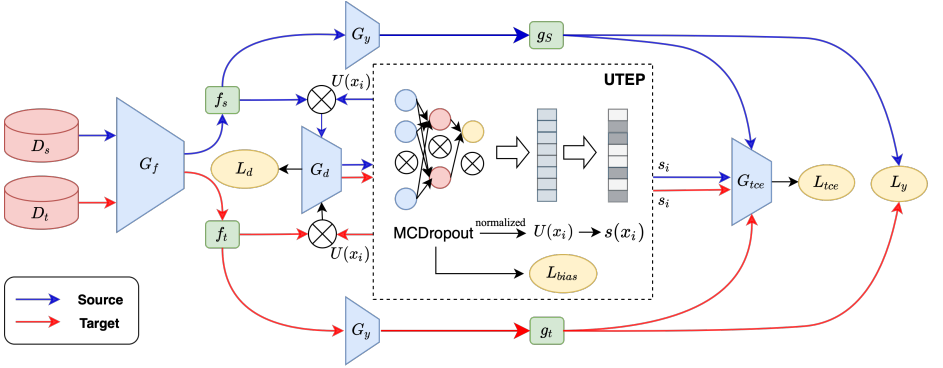 G_y
g_S
UTEP
U(x_i)
f_s
D_s
G_f
L_d
G_d
s_i
s_i
G_tce
L_tce
L_y
D_t
f_t
U(x_i)
MCDropout normalized U(x_i) s(x_i)
L_bias
Source
Target
G_y
g_t